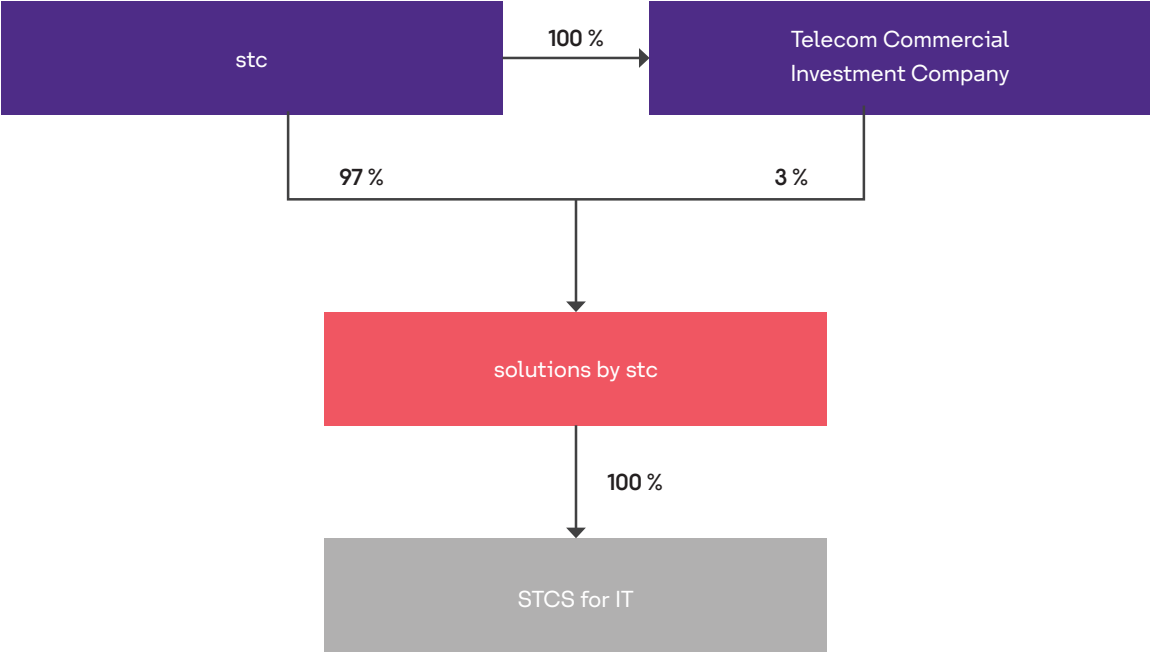 stc
100 %
Telecom Commercial
Investment Company
97 %
3 %
solutions by stc
100 %
STCS for IT